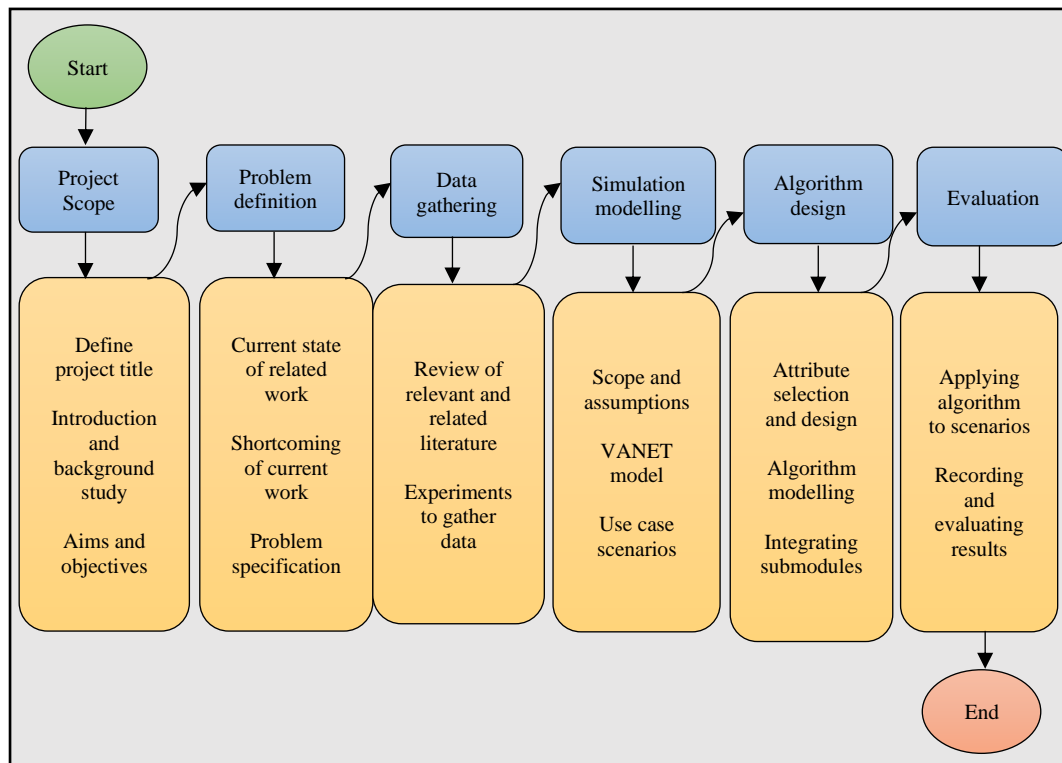 Start
Project
Scope
Define
project title
Introduction
and
background
study
Aims and
objectives
Problem
definition
Current state
of related
work
Shortcoming
of current
work
Problem
specification
Data
gathering
Review of
relevant and
related
literature
Experiments
to gather
data
Simulation
modelling
Scope and
assumptions
VANET
model
Use case
scenarios
Algorithm
design
Attribute
selection
and design
Algorithm
modelling
Integrating
submodules
Evaluation
Applying
algorithm
to scenarios
Recording
and
evaluating
results
End